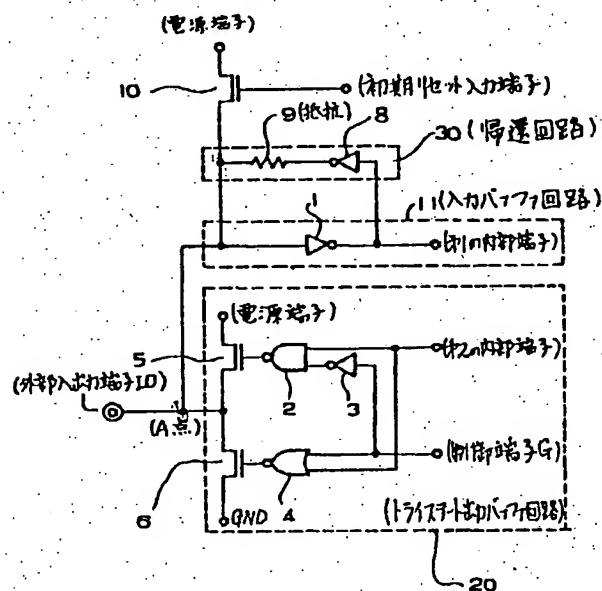 (電源端子)
10
(初期リセット入力端子)
9(抵抗)
8
30(帰還回路)
11(入力バッファ回路)
1
(第1の内部端子)
(電源端子)
5
(第2の内部端子)
2
3
(外部入出力端子IO)
(A点)
(制御端子G)
6
4
GND
(トライステート出力バッファ回路)
20